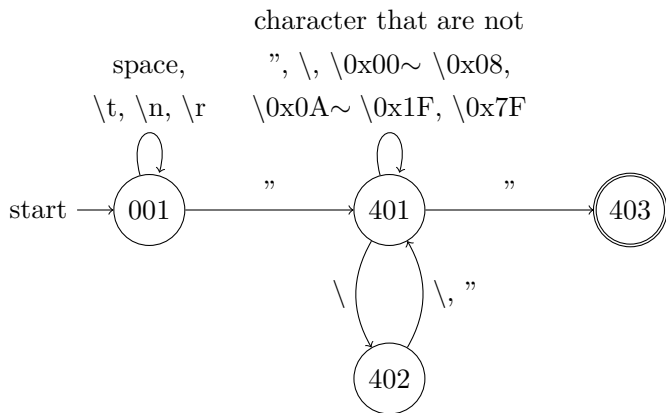 character that are not
space,
”, \, \0x00∼ \0x08,
\t, \n, \r
\0x0A∼ \0x1F, \0x7F
”
”
start
001
401
403
\
\, ”
402